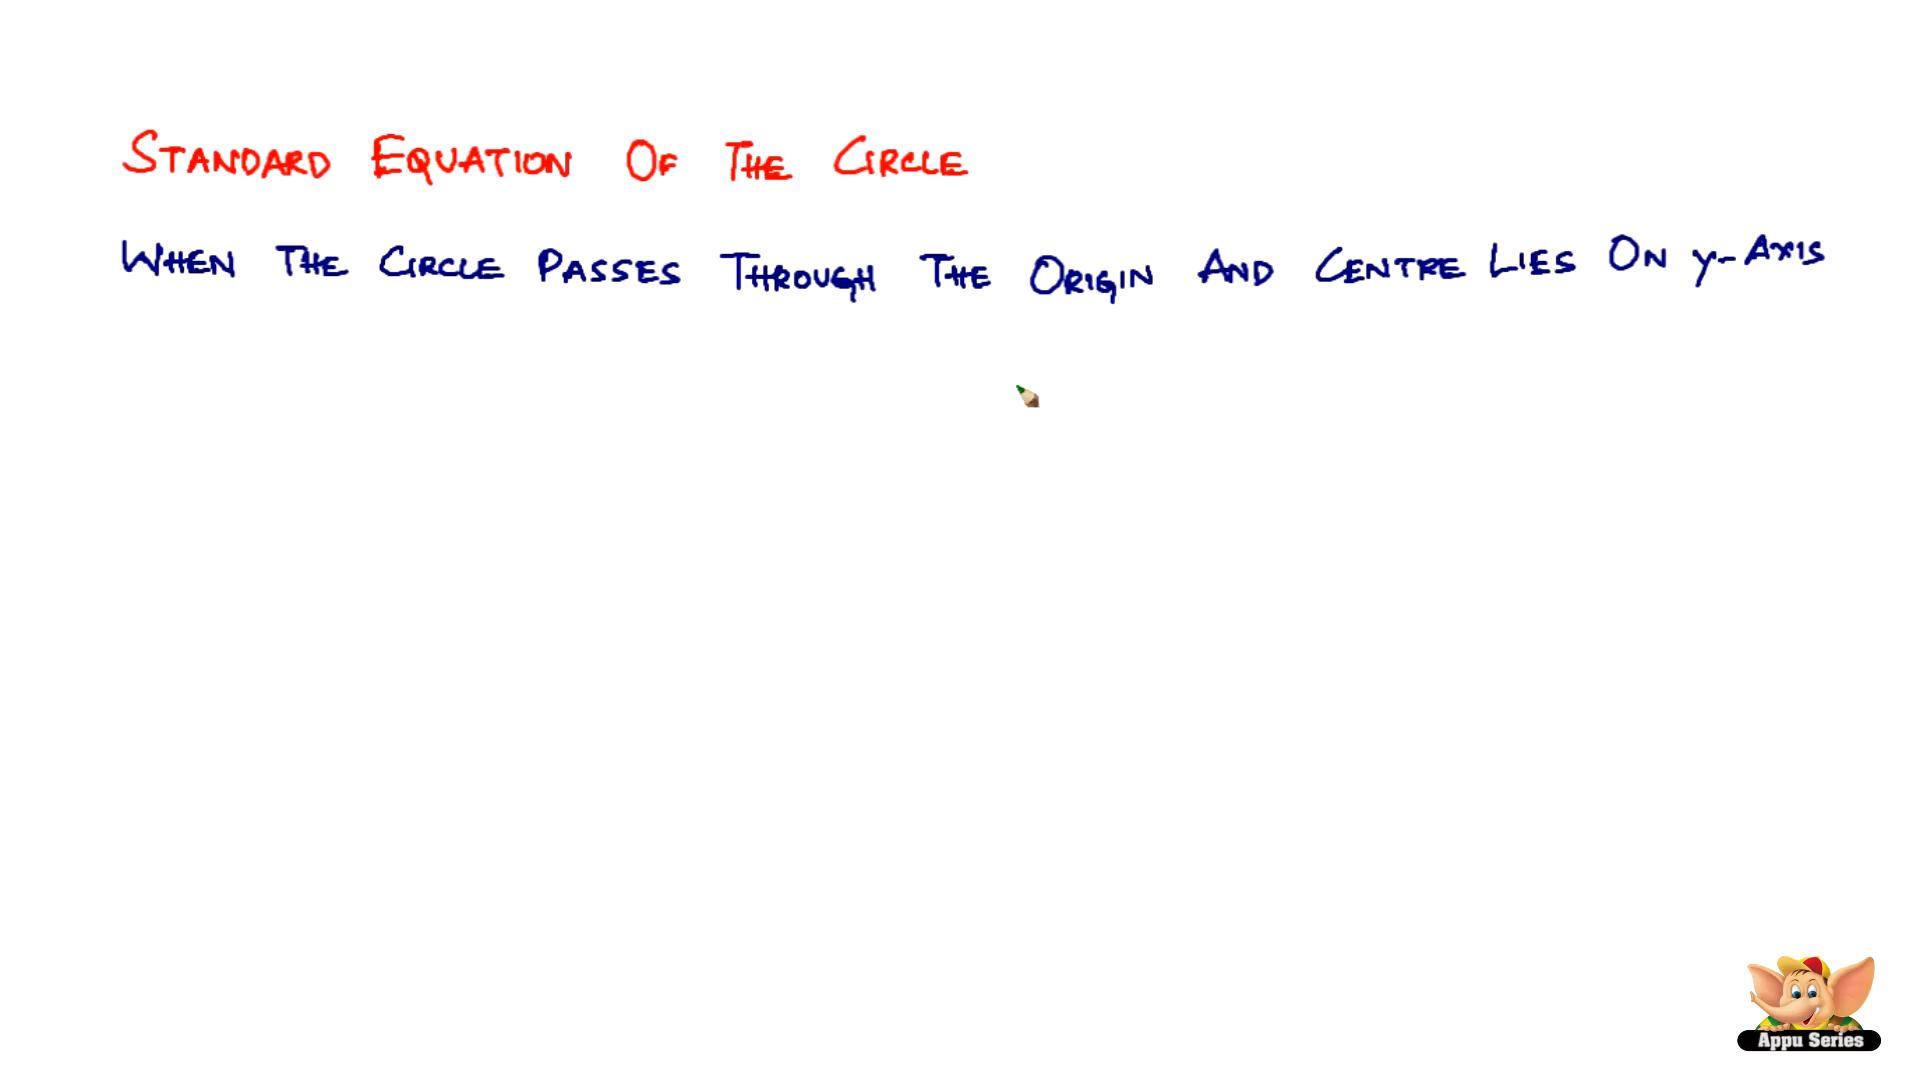 STANDARD EQUATION OF THE CIRCLE
WHEN THE CIRCLE PASSES THROUGH THE ORIGIN AND CENTRE LIES ON y-AXIS
Appu Series